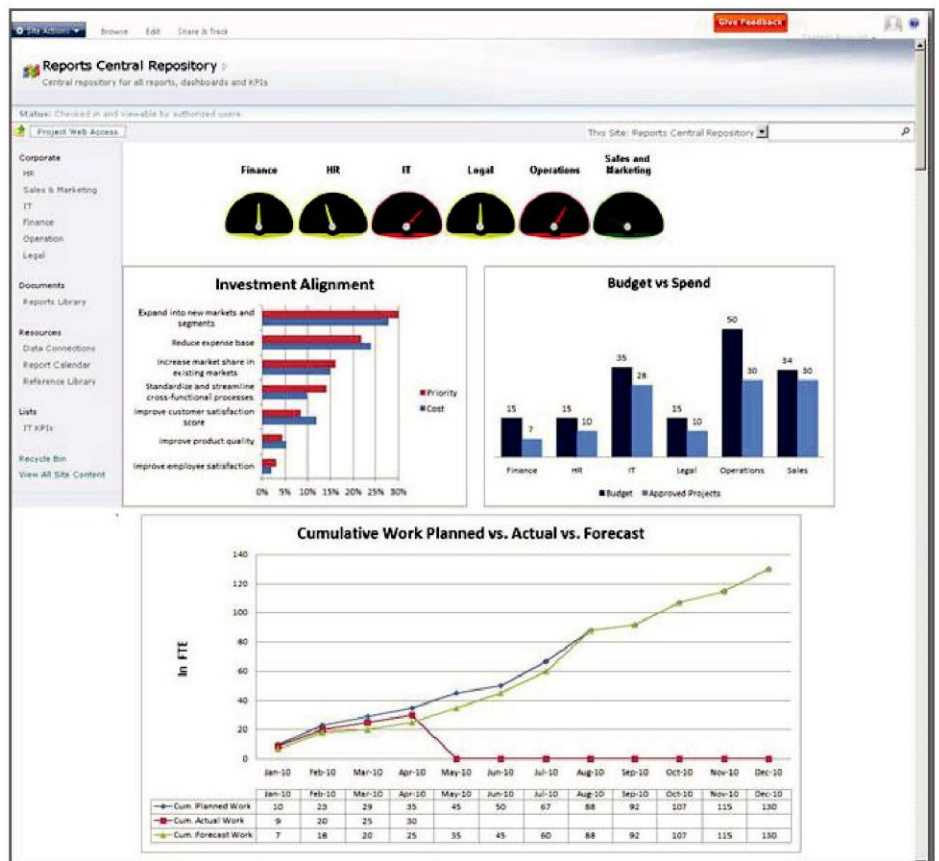 Give Feedback
Site Actions Browse Edit Share & Track
Reports Central Repository
Central repository for all reports, dashboards and KPIs
Status: Checked in and viewable by authorized users.
Project Web Access
This Site: Reports Central Repository
Corporate
HR
Sales & Marketing
IT
Finance
Operation
Legal
Documents
Reports Library
Resources
Data Connections
Report Calendar
Reference Library
Lists
IT KPIs
Recycle Bin
View All Site Content
Finance HR IT Legal Operations Sales and
Marketing
Investment Alignment
Expand into new markets and
segments
Reduce expense base
Increase market share in
existing markets
Standardize and streamline
cross-functional processes
Improve customer satisfaction
score
Improve product quality
Improve employee satisfaction
0% 5% 10% 15% 20% 25% 30%
Priority
Cost
Budget vs Spend
15 7 15 10 35 28 15 10 50 30 34 30
Finance HR IT Legal Operations Sales
Budget Approved Projects
Cumulative Work Planned vs. Actual vs. Forecast
In FTE
140
120
100
80
60
40
20
0
Jan-10 Feb-10 Mar-10 Apr-10 May-10 Jun-10 Jul-10 Aug-10 Sep-10 Oct-10 Nov-10 Dec-10
Jan-10 Feb-10 Mar-10 Apr-10 May-10 Jun-10 Jul-10 Aug-10 Sep-10 Oct-10 Nov-10 Dec-10
Cum. Planned Work 10 23 29 35 45 50 67 88 92 107 115 130
Cum. Actual Work 9 20 25 30
Cum. Forecast Work 7 18 20 25 35 45 60 88 92 107 115 130